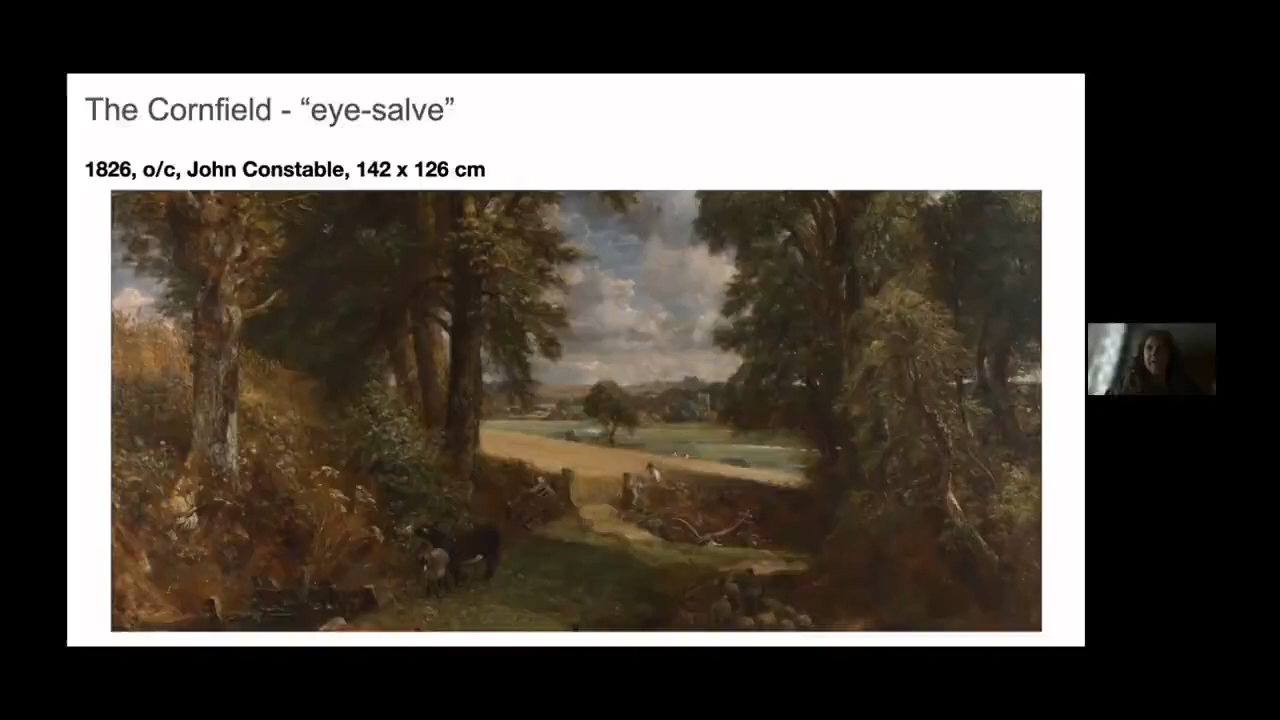 The Cornfield - “eye-salve”
1826, o/c, John Constable, 142 x 126 cm